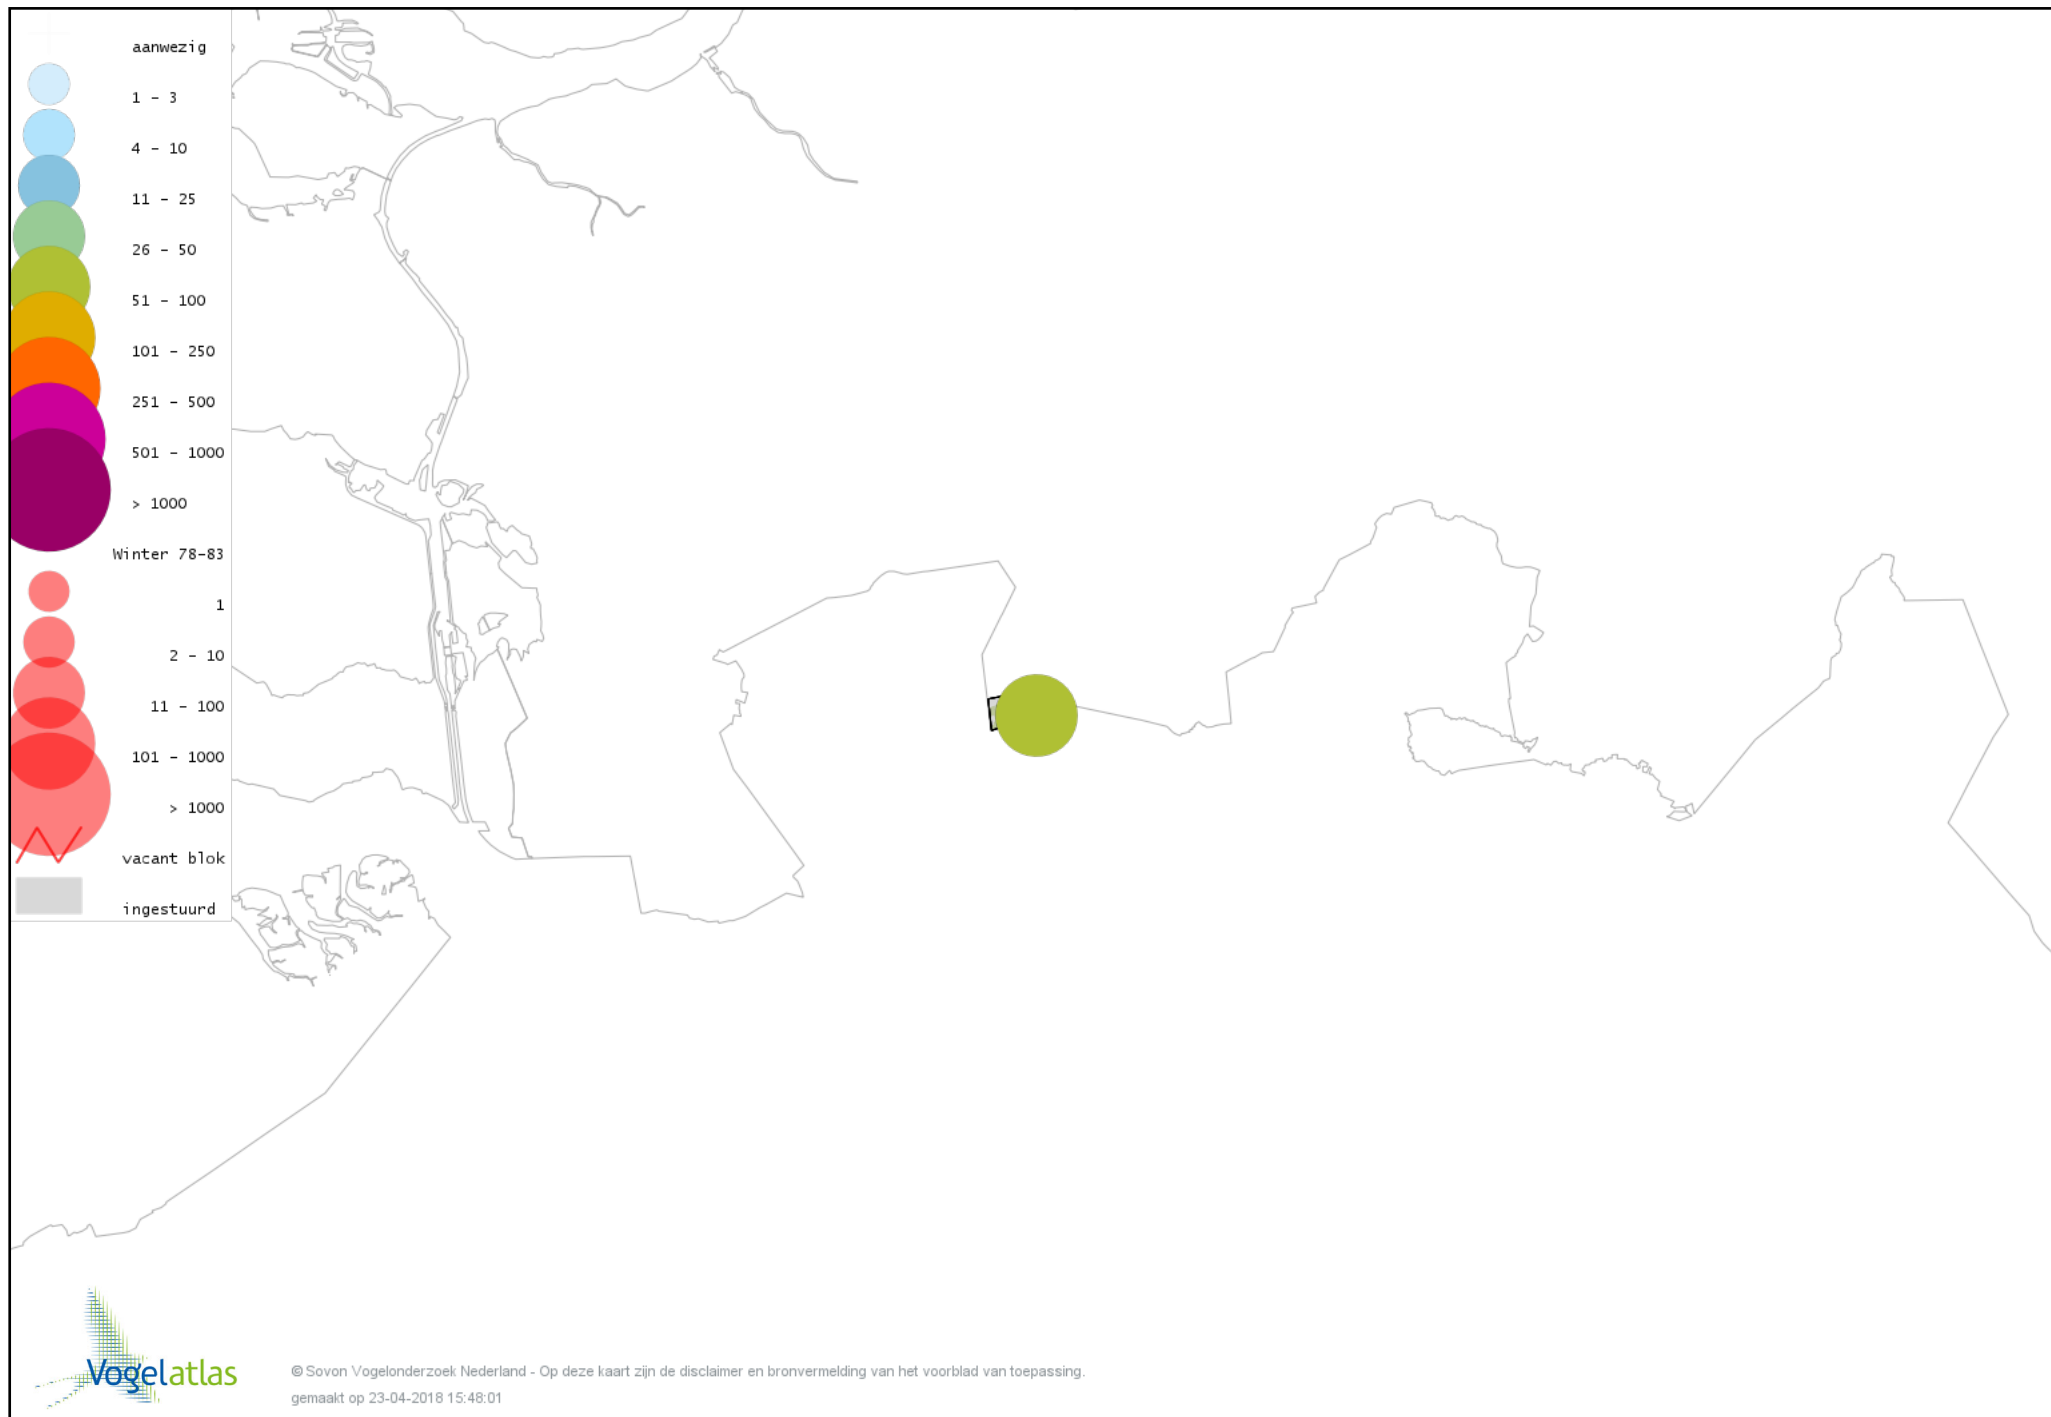 aanwezig
1 - 3
4 - 10
11 - 25
26 - 50
51 - 100
101 - 250
251 - 500
501 - 1000
> 1000
Winter 78-83
1
2 - 10
11 - 100
101 - 1000
> 1000
vacant blok
ingestuurd
Vogelatlas
© Sovon Vogelonderzoek Nederland - Op deze kaart zijn de disclaimer en bronvermelding van het voorblad van toepassing.
gemaakt op 23-04-2018 15:48:01